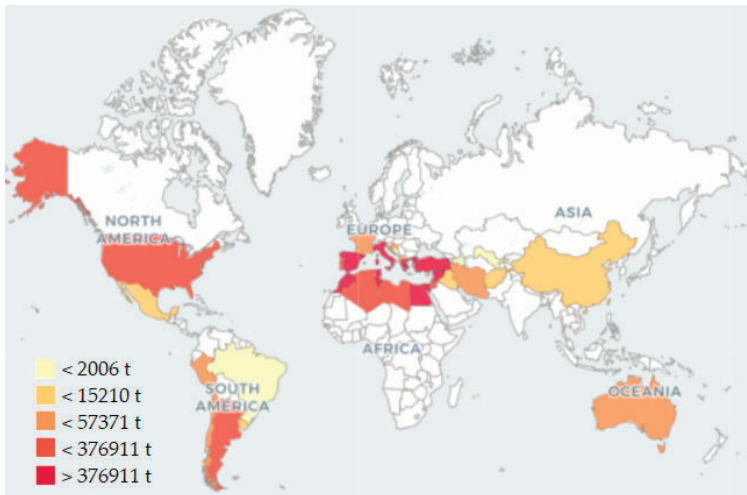 ASIA
NORTH
AMERICA
EUROPE
AFRICA
SOUTH
AMERICA
OCEANIA
< 2006 t
< 15210 t
< 57371 t
< 376911 t
> 376911 t